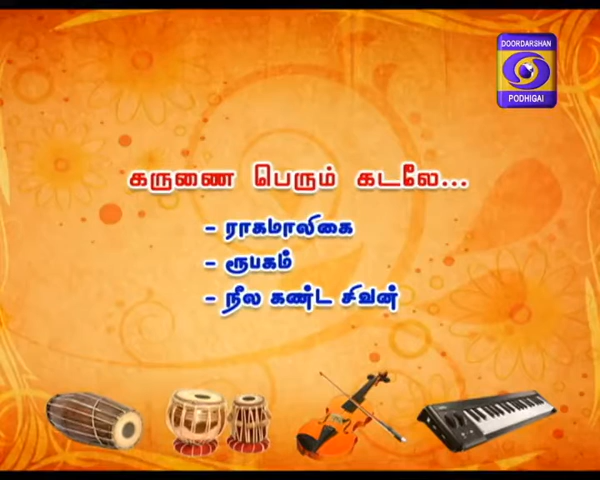 DOORDARSHAN
PODHIGAI
கருணை பெரும் கடலே...
- ராகமாலிகை
- ரூபகம்
- நீல கண்ட சிவன்